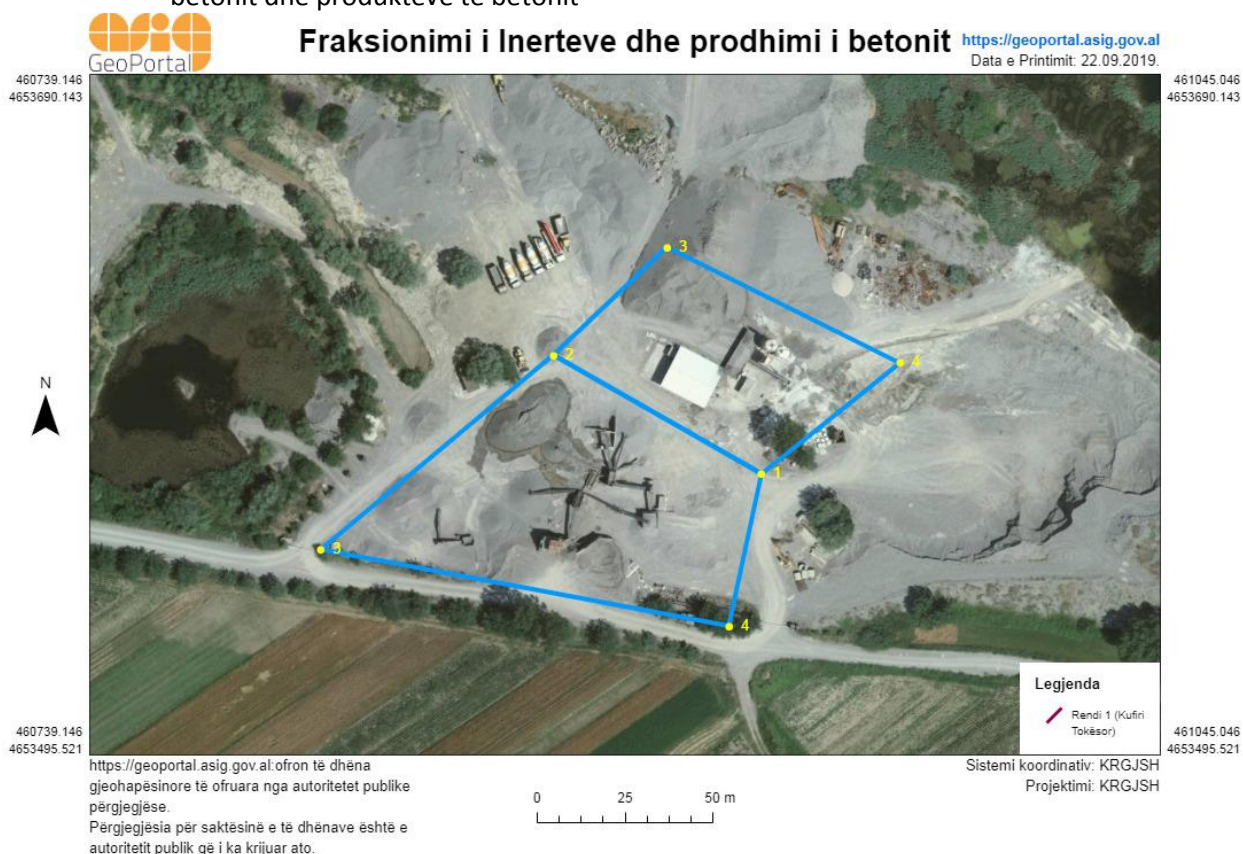 betonit dhe produkteve të betonit
asig
GeoPortal
Fraksionimi i Inerteve dhe prodhimi i betonit
https://geoportal.asig.gov.al
Data e Printimit: 22.09.2019.
460739.146
4653690.143
461045.046
4653690.143
3
2
4
N
1
3
4
Legjenda
Rendi 1 (Kufiri
Tokësor)
460739.146
4653495.521
461045.046
4653495.521
https://geoportal.asig.gov.al:ofron të dhëna
gjeohapësinore të ofruara nga autoritetet publike
përgjegjëse.
Përgjegjësia për saktësinë e të dhënave është e
autoritetit publik që i ka krijuar ato.
0 25 50 m
Sistemi koordinativ: KRGJSH
Projektimi: KRGJSH